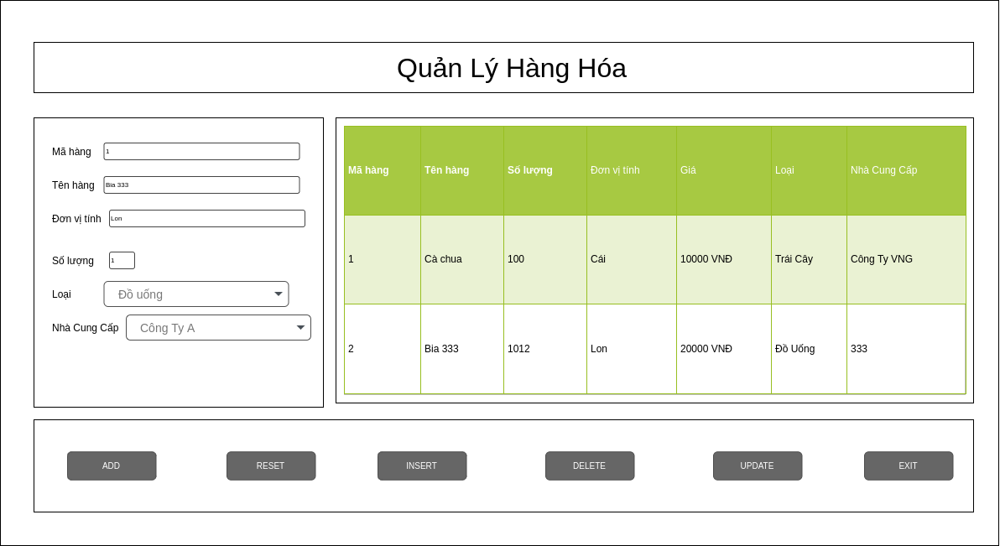 Quản Lý Hàng Hóa
Mã hàng 1
Tên hàng Bia 333
Đơn vị tính Lon
Số lượng 1
Loại Đồ uống
Nhà Cung Cấp Công Ty A
Mã hàng Tên hàng Số lượng Đơn vị tính Giá Loại Nhà Cung Cấp
1 Cà chua 100 Cái 10000 VNĐ Trái Cây Công Ty VNG
2 Bia 333 1012 Lon 20000 VNĐ Đồ Uống 333
ADD RESET INSERT DELETE UPDATE EXIT